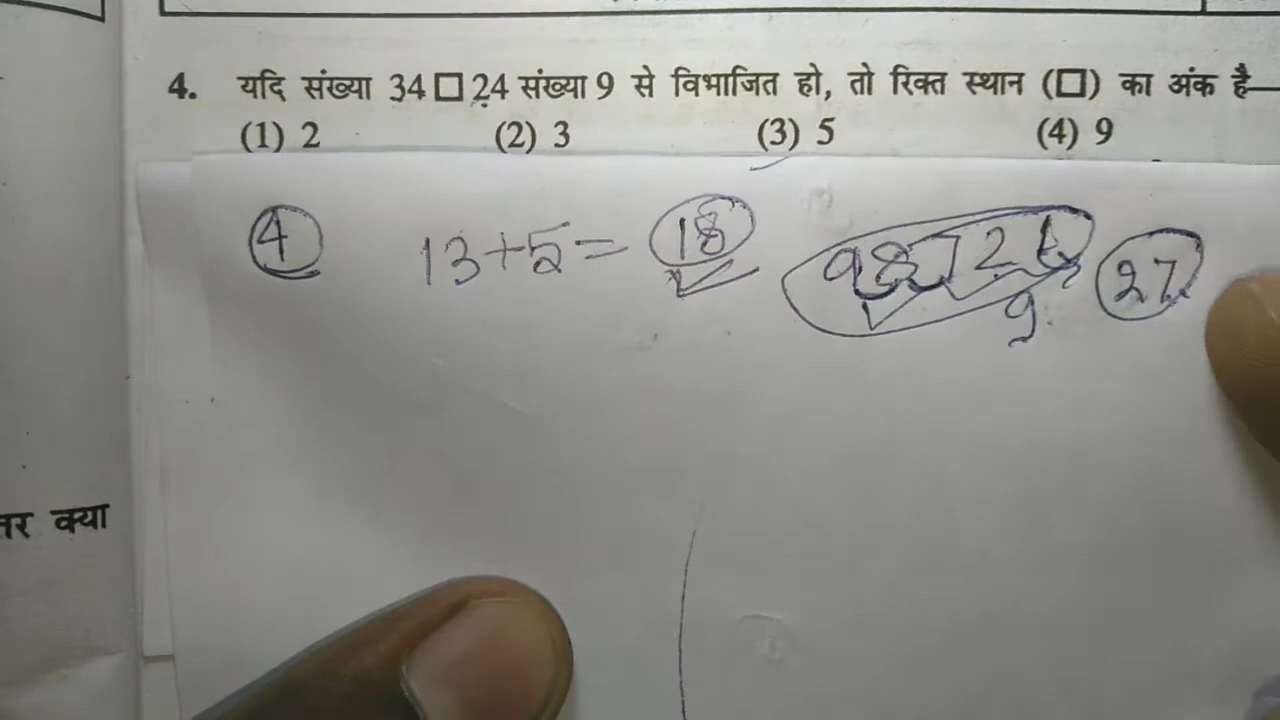 4. यदि संख्या 34 □ 24 संख्या 9 से विभाजित हो, तो रिक्त स्थान (□) का अंक है—
(1) 2 (2) 3 (3) 5 (4) 9
4 13+5= 18 27
9
तर क्या